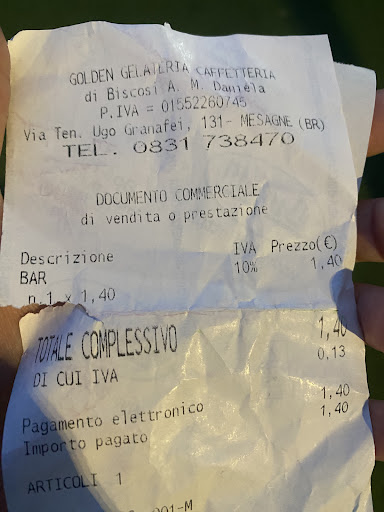 GOLDEN GELATERIA CAFFETTERIA
di Biscosi A. M. Daniela
P.IVA = 01552260745
Via Ten. Ugo Granafei, 131- MESAGNE (BR)
TEL. 0831 738470
DOCUMENTO COMMERCIALE
di vendita o prestazione
Descrizione IVA Prezzo(€)
BAR 10% 1,40
n.1 x 1,40
TOTALE COMPLESSIVO 1,40
DI CUI IVA 0,13
Pagamento elettronico 1,40
Importo pagato 1,40
ARTICOLI 1
001-M